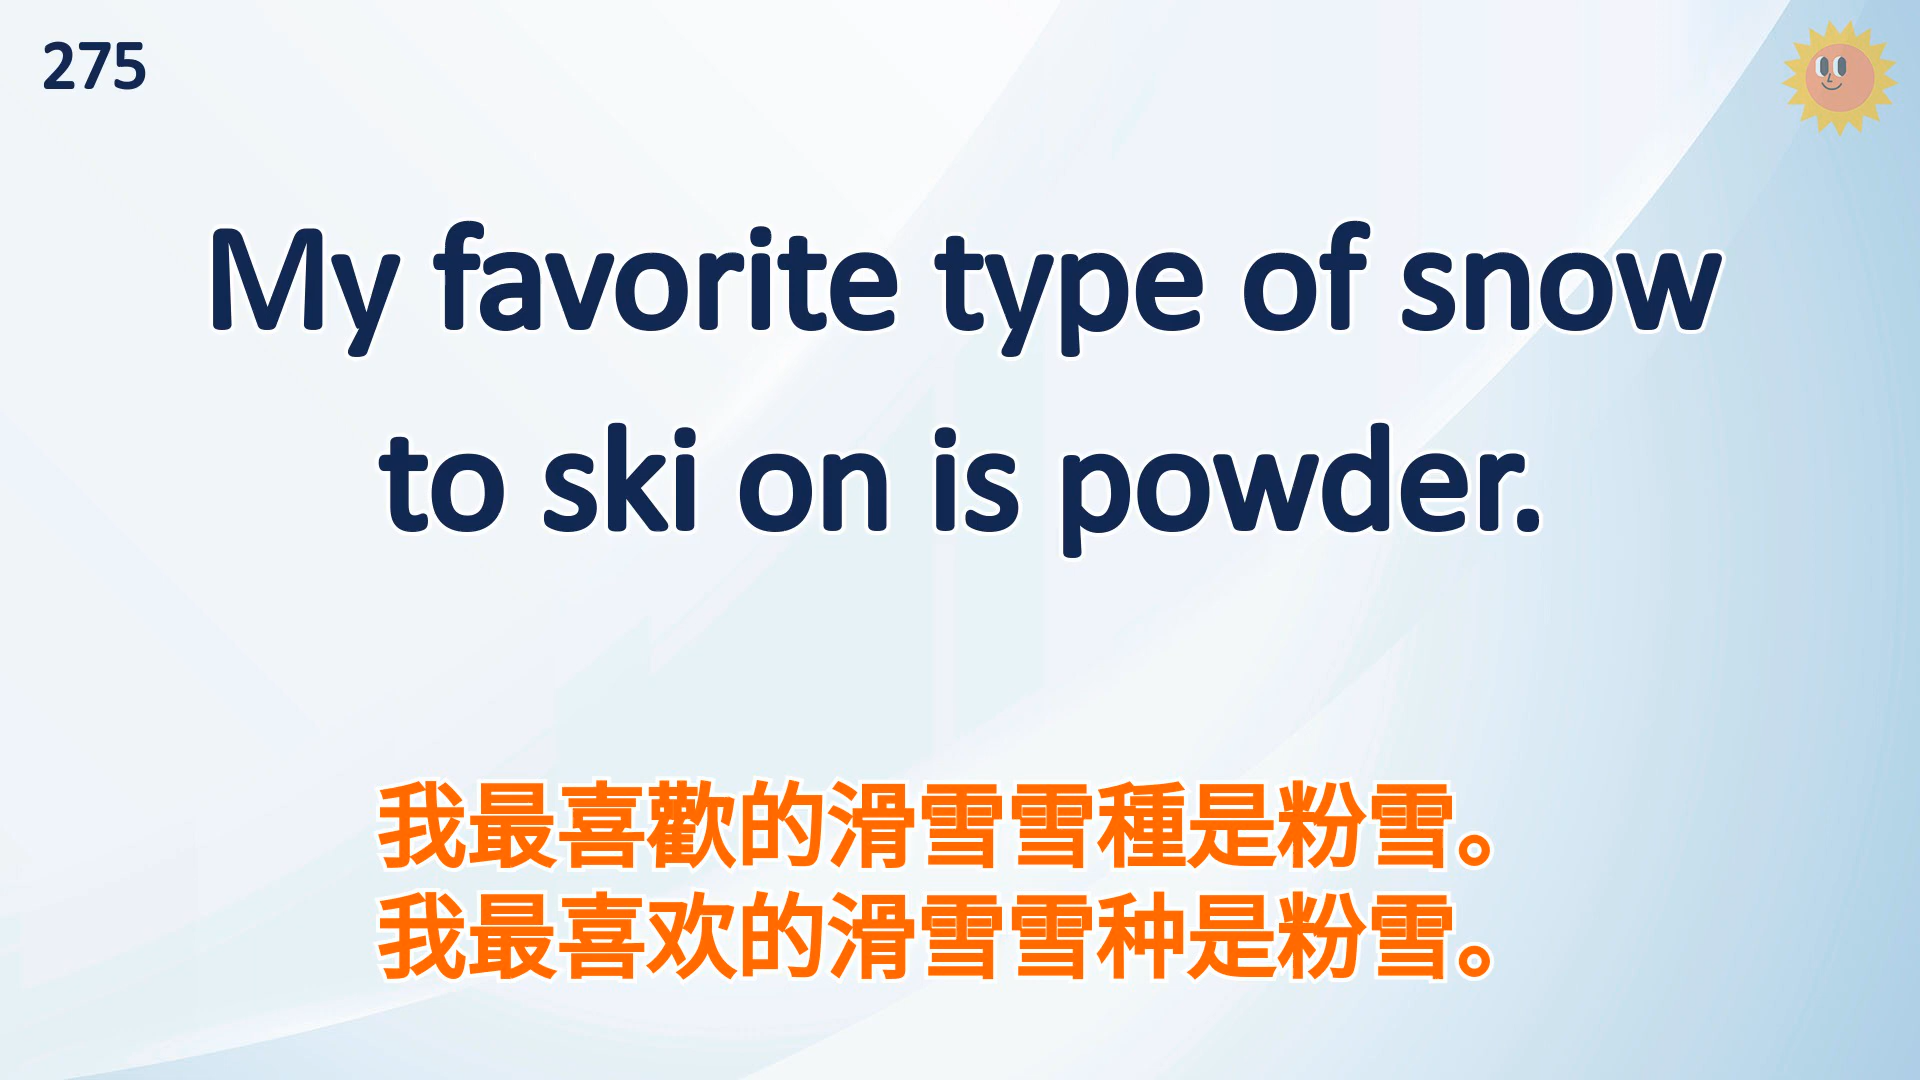 275
My favorite type of snow
to ski on is powder.
我最喜歡的滑雪雪種是粉雪。
我最喜欢的滑雪雪种是粉雪。